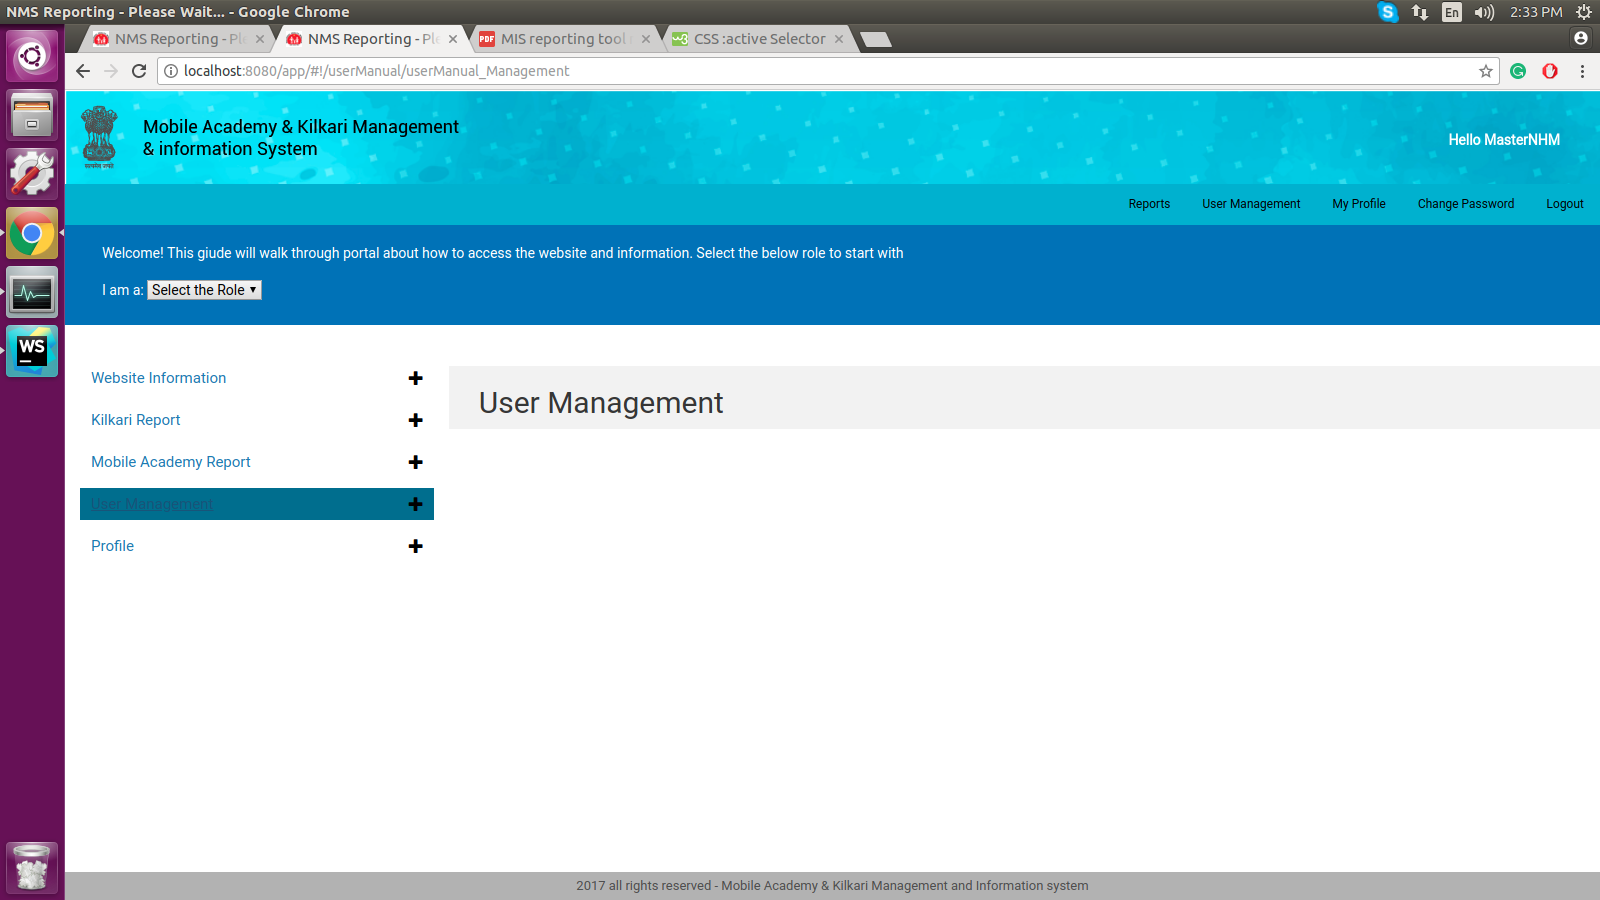 NMS Reporting - Please Wait... - Google Chrome
En
2:33 PM
NMS Reporting - Ple
NMS Reporting - Ple
PDF
MIS reporting tool
w3
CSS :active Selector
localhost:8080/app/#!/userManual/userManual_Management
Mobile Academy & Kilkari Management
& information System
Hello MasterNHM
Reports
User Management
My Profile
Change Password
Logout
Welcome! This giude will walk through portal about how to access the website and information. Select the below role to start with
I am a: Select the Role
Website Information
Kilkari Report
Mobile Academy Report
User Management
Profile
User Management
WS
2017 all rights reserved - Mobile Academy & Kilkari Management and Information system